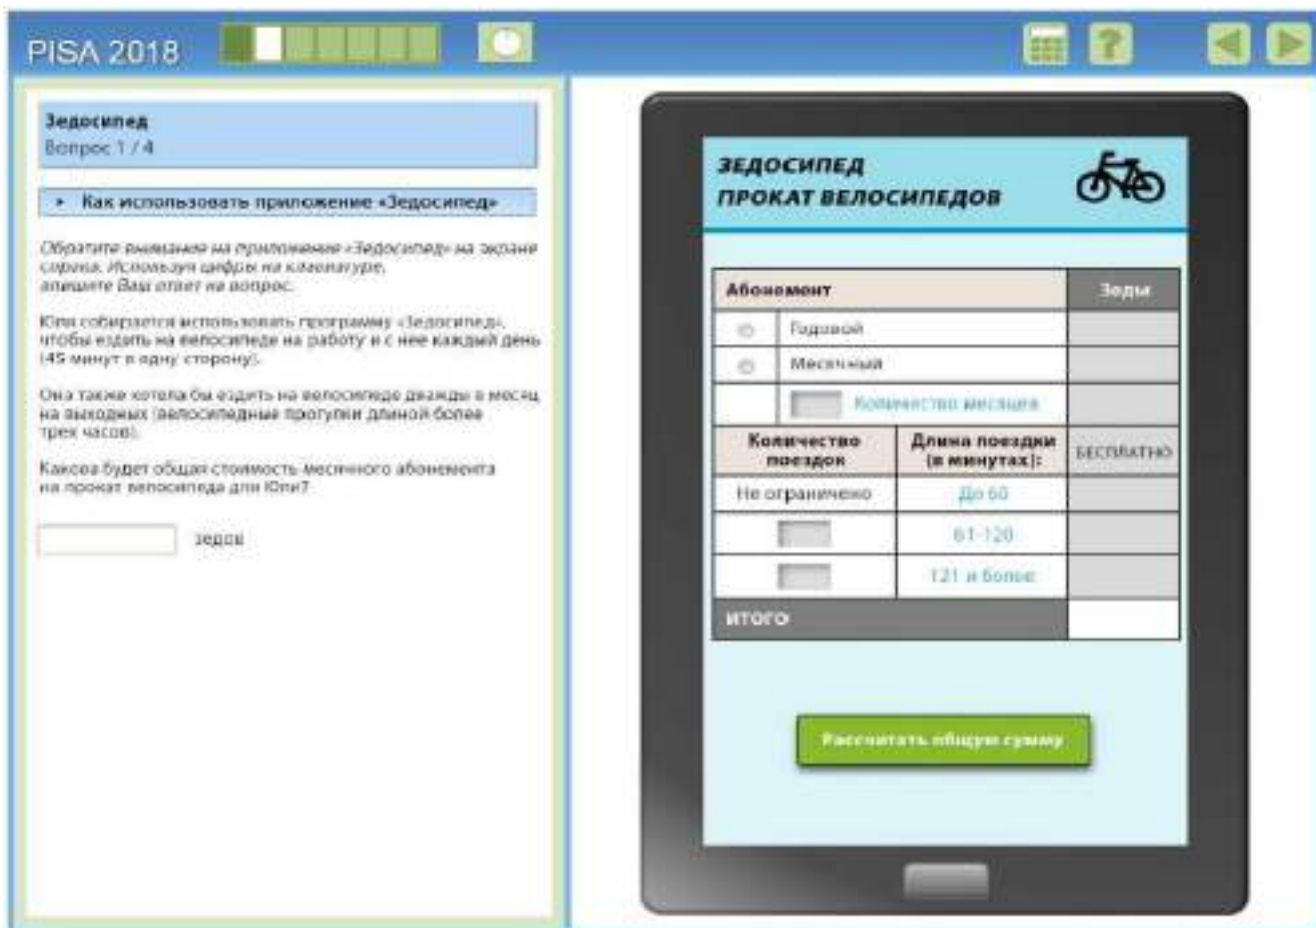 PISA 2018
?
Зедосипед
Вопрос 1 / 4
Как использовать приложение «Зедосипед»
Обратите внимание на приложение «Зедосипед» на экране
справа. Используя цифры на клавиатуре,
впишите Ваш ответ на вопрос.
Юля собирается использовать программу «Зедосипед»,
чтобы ездить на велосипеде на работу и с нее каждый день
(45 минут в одну сторону).
Она также хотела бы ездить на велосипеде дважды в месяц
на выходных (велосипедные прогулки длиной более
трех часов).
Какова будет общая стоимость месячного абонемента
на прокат велосипеда для Юли?
зедов
ЗЕДОСИПЕД
ПРОКАТ ВЕЛОСИПЕДОВ
Абонемент Зеды
Годовой
Месячный
Количество месяцев
Количество поездок Длина поездки (в минутах): БЕСПЛАТНО
Не ограничено До 60
61-120
121 и более
ИТОГО
Рассчитать общую сумму